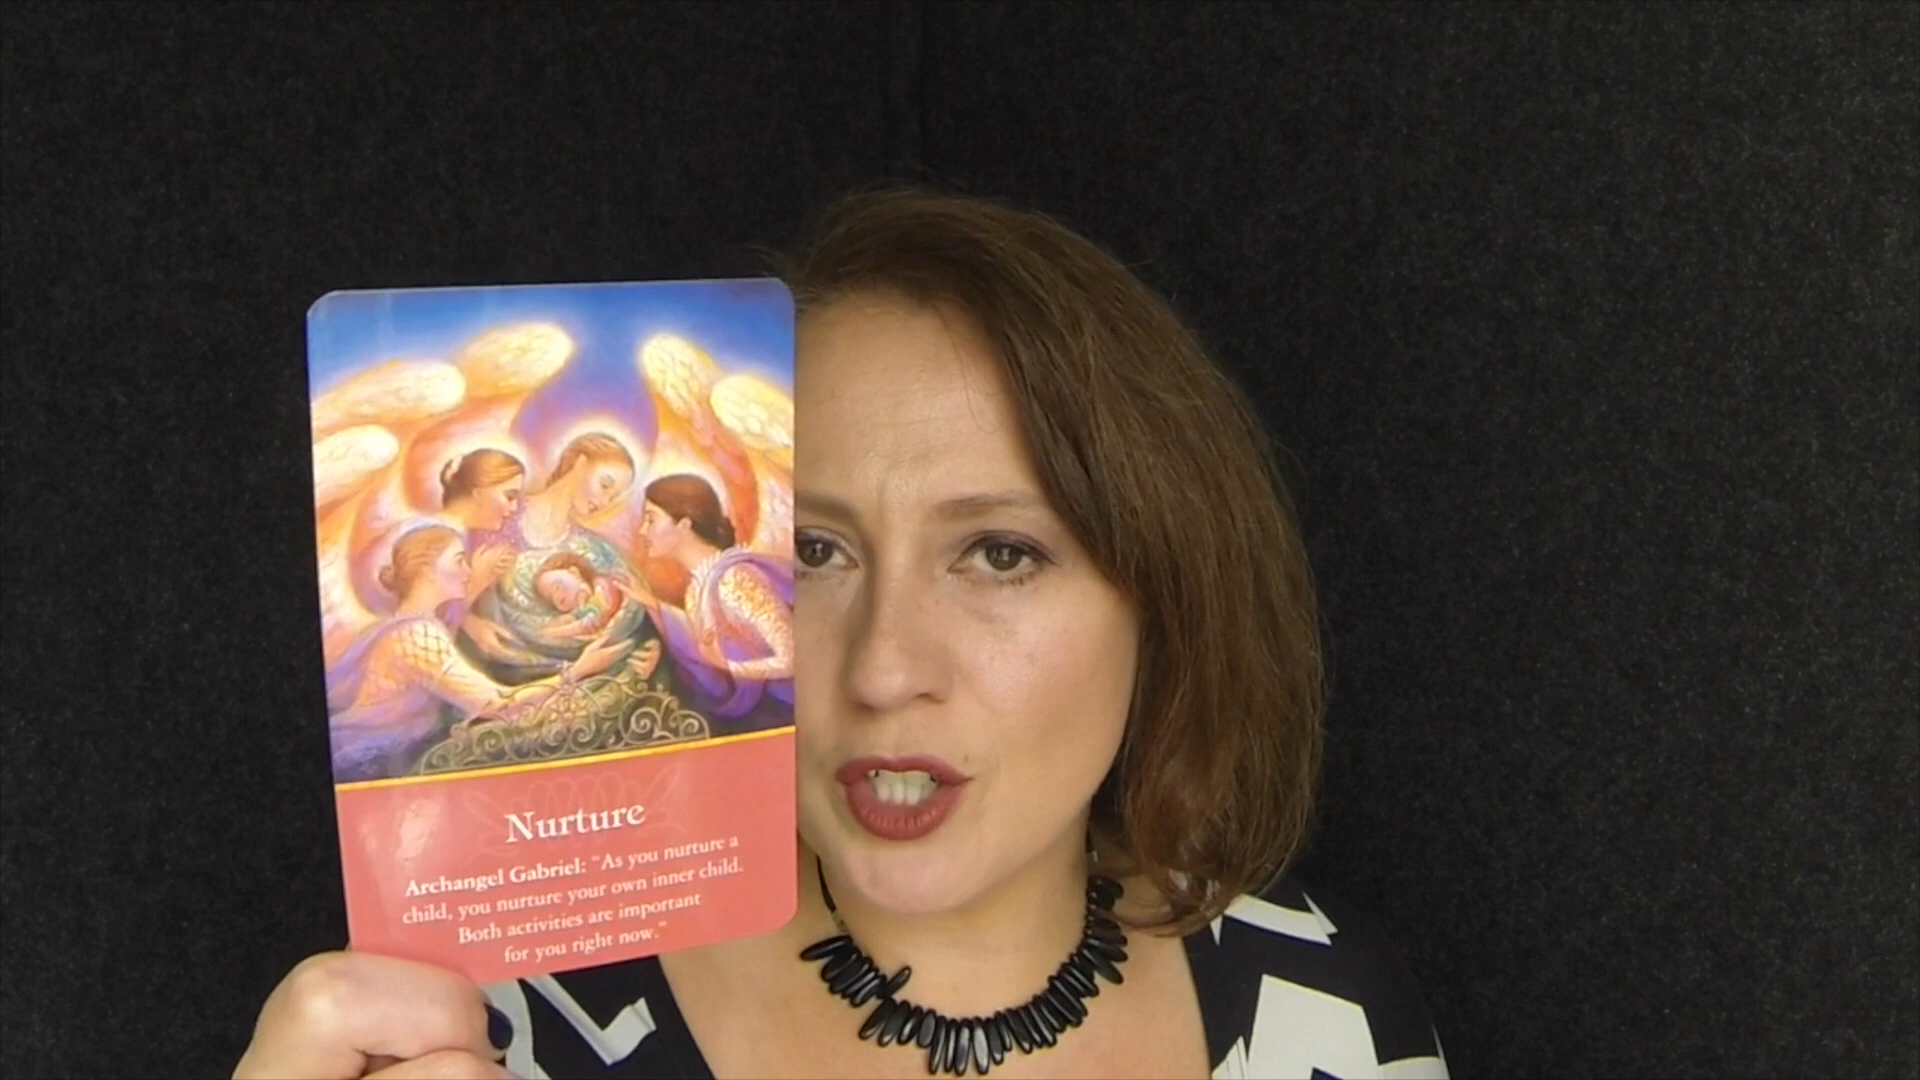 Nurture
Archangel Gabriel: "As you nurture a
child, you nurture your own inner child.
Both activities are important
for you right now."